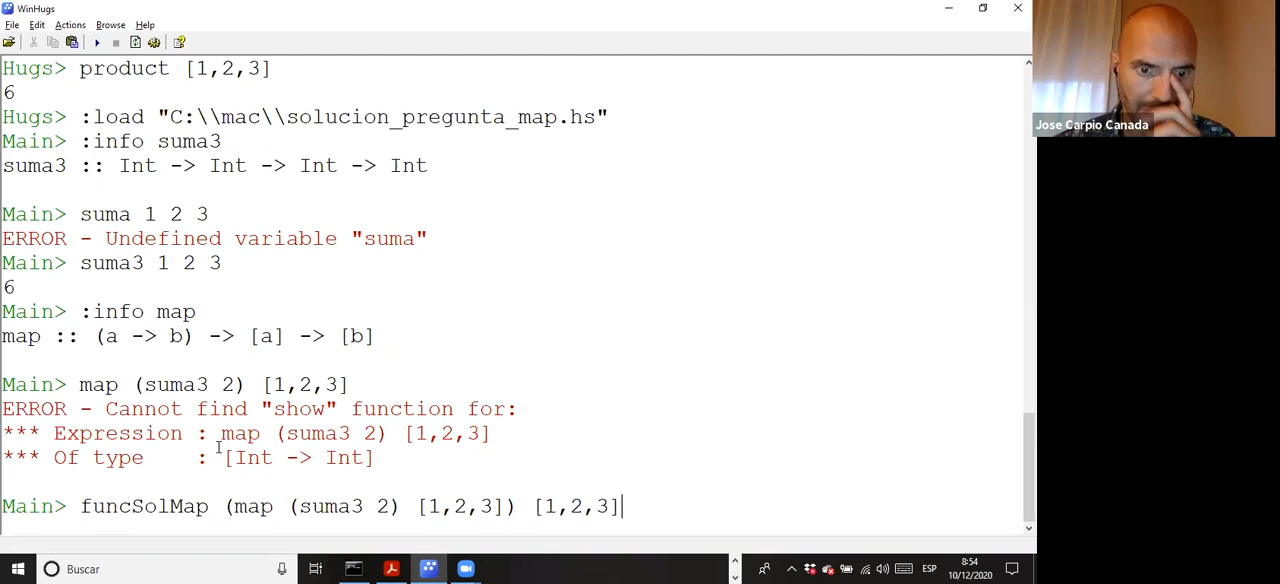 WinHugs
File Edit Actions Browse Help
Hugs> product [1,2,3]
6
Hugs> :load "C:\\mac\\solucion_pregunta_map.hs"
Main> :info suma3
suma3 :: Int -> Int -> Int -> Int
Main> suma 1 2 3
ERROR - Undefined variable "suma"
Main> suma3 1 2 3
6
Main> :info map
map :: (a -> b) -> [a] -> [b]
Main> map (suma3 2) [1,2,3]
ERROR - Cannot find "show" function for:
*** Expression : map (suma3 2) [1,2,3]
*** Of type : [Int -> Int]
Main> funcSolMap (map (suma3 2) [1,2,3]) [1,2,3]
Jose Carpio Canada
Buscar
ESP
8:54
10/12/2020